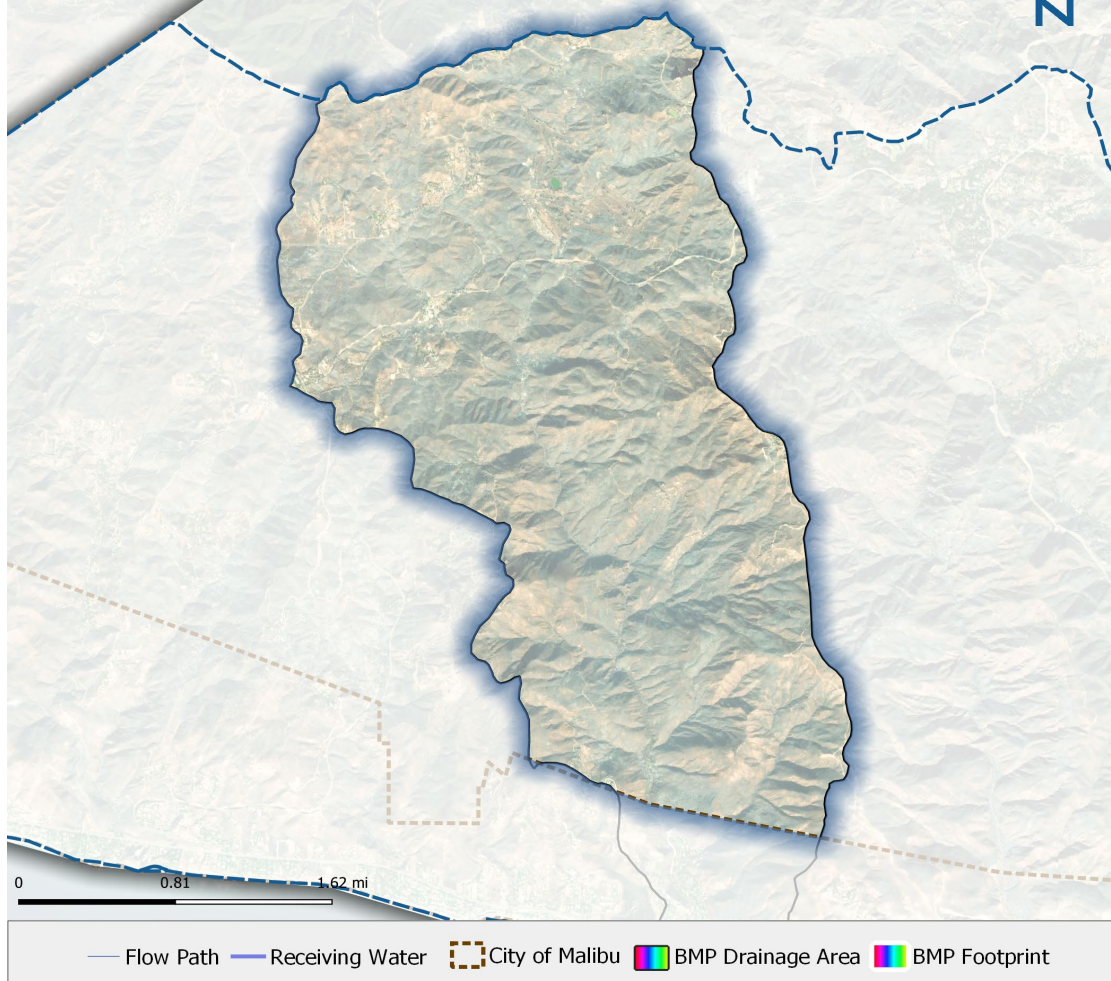 N
0 0.81 1.62 mi
Flow Path Receiving Water City of Malibu BMP Drainage Area BMP Footprint